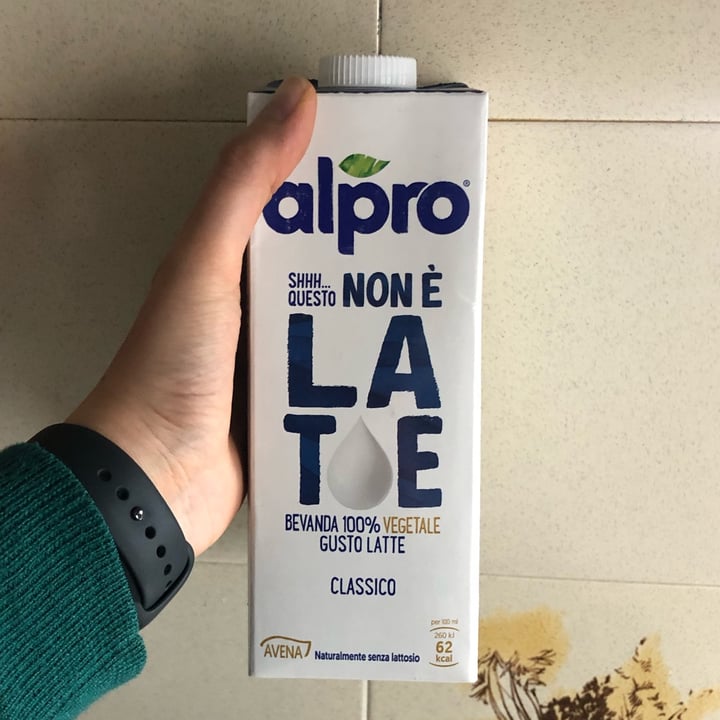 alpro®
SHHH...
QUESTO NON È
LA
T E
BEVANDA 100% VEGETALE
GUSTO LATTE
CLASSICO
per 100 ml
260 kJ
62
kcal
AVENA
Naturalmente senza lattosio